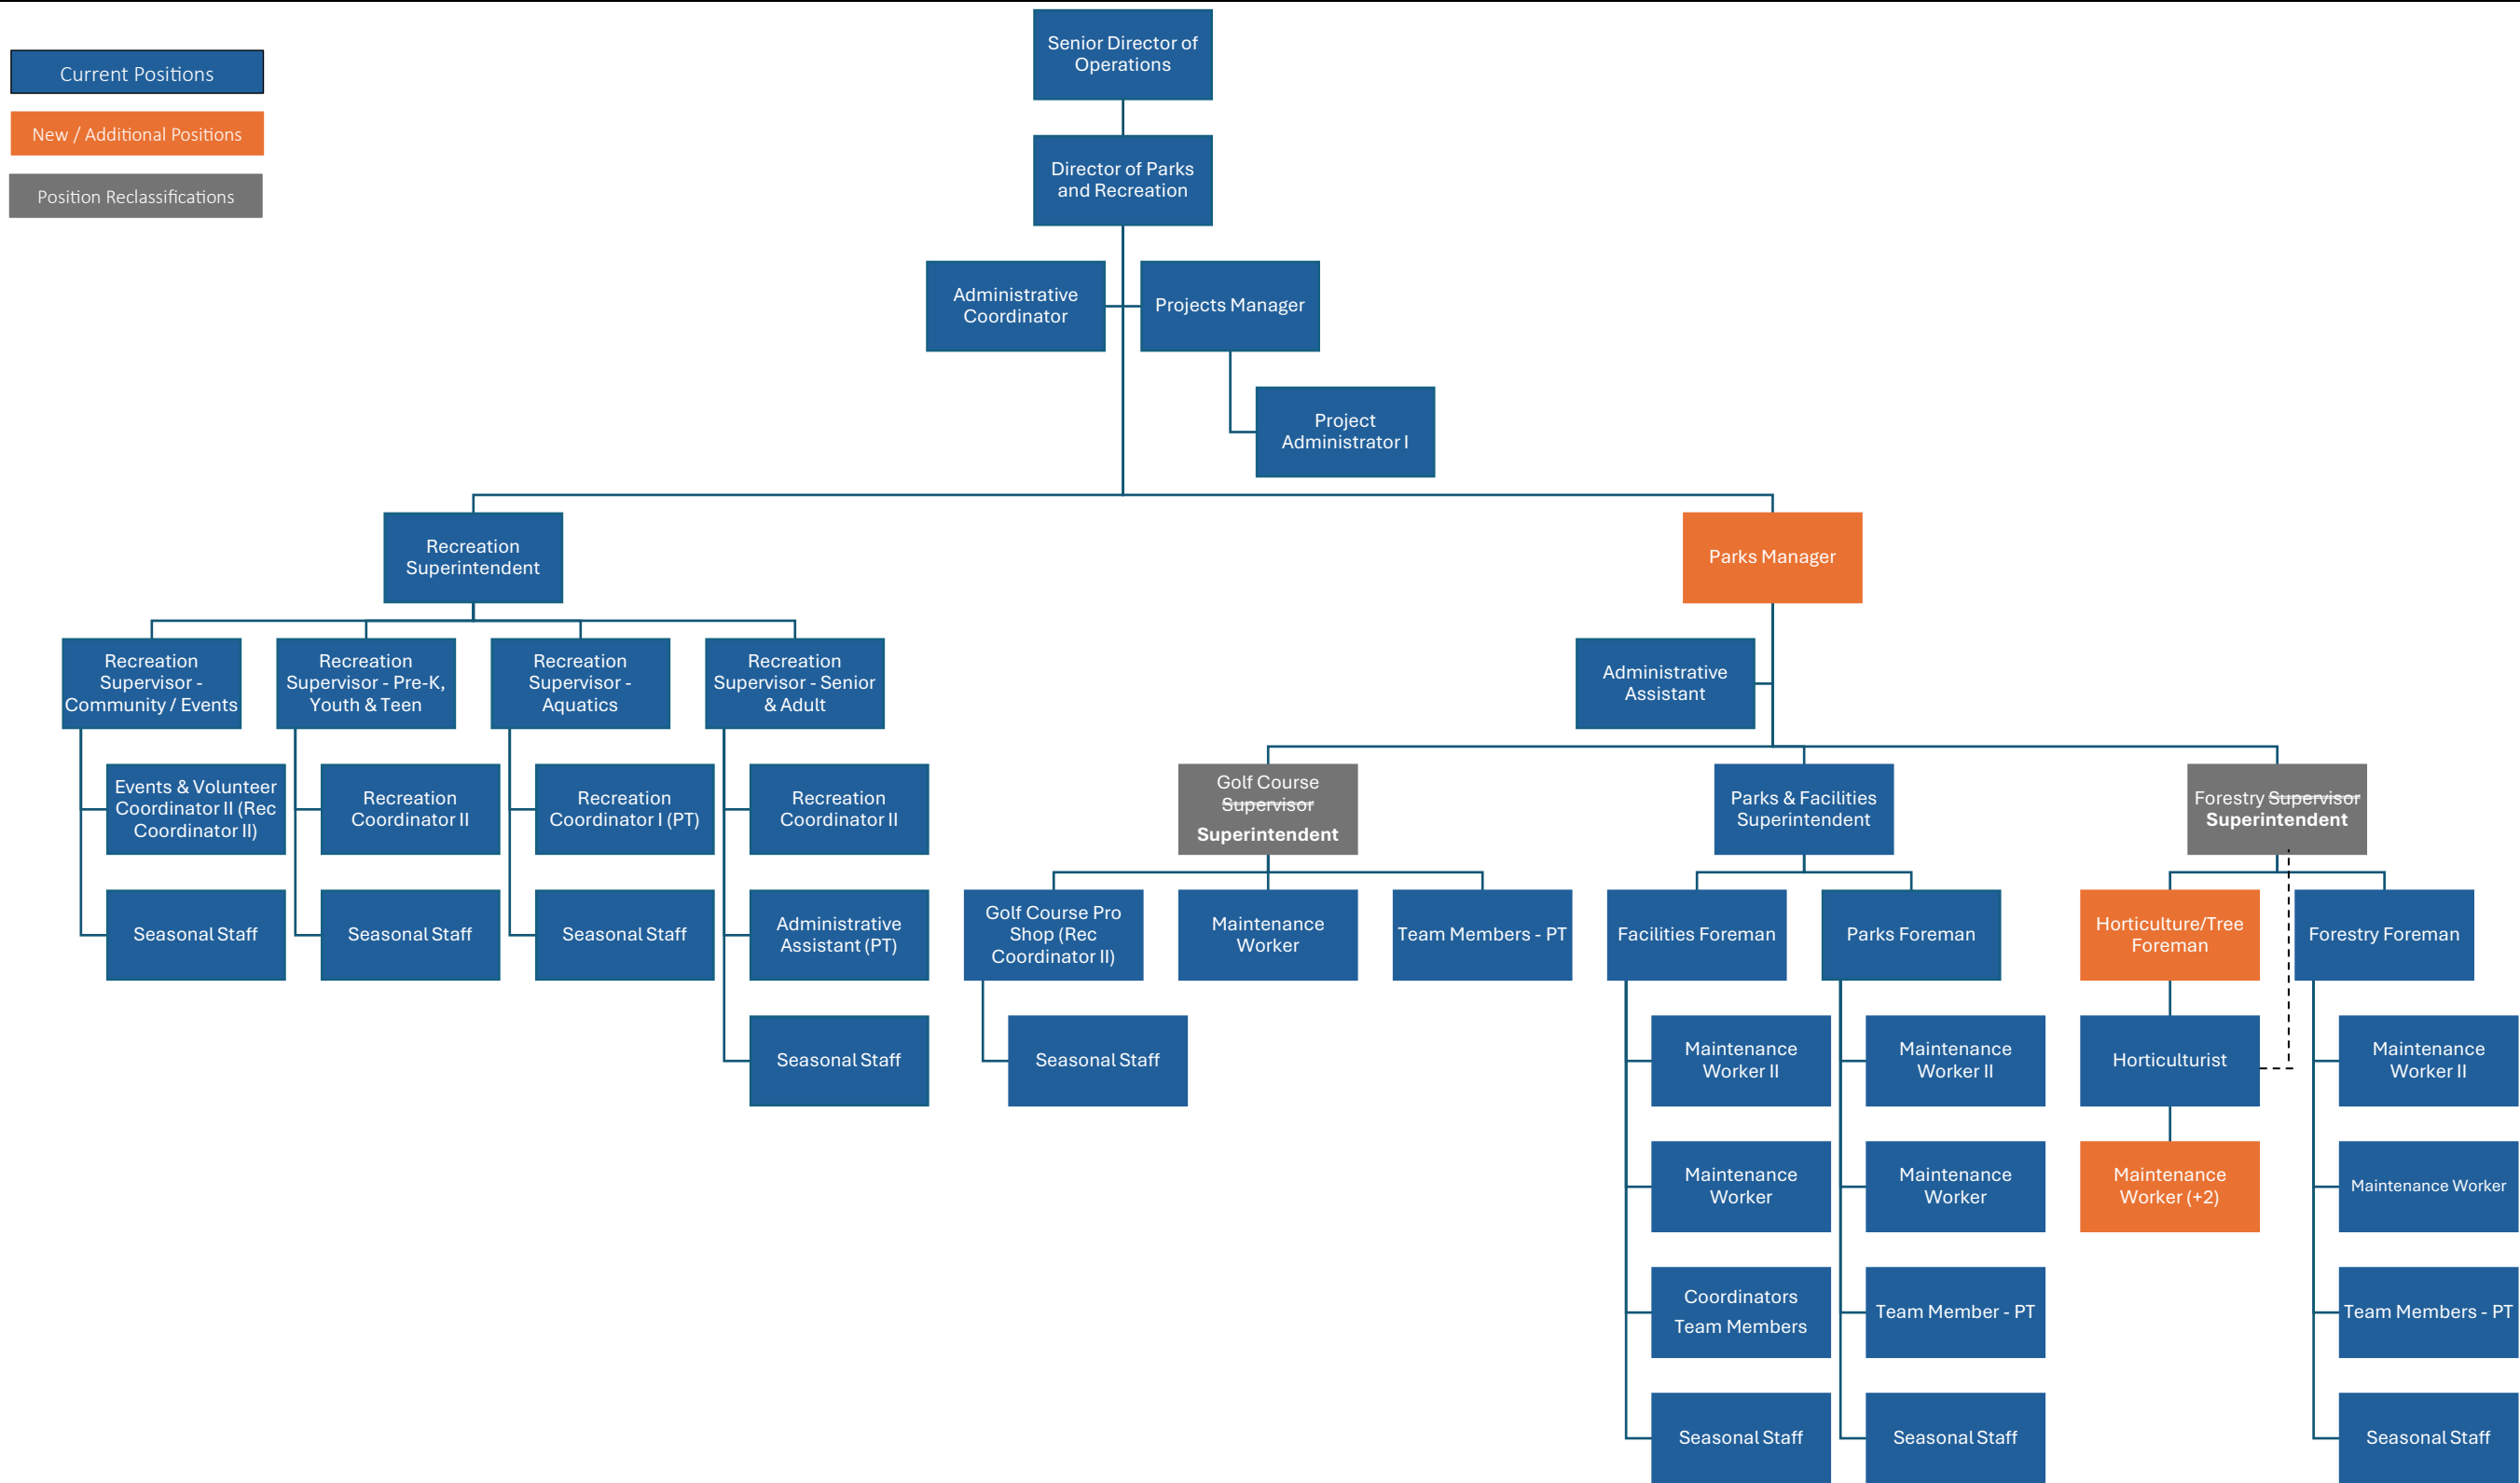 Senior Director of
Operations
Current Positions
New / Additional Positions
Position Reclassifications
Director of Parks
and Recreation
Administrative
Coordinator
Projects Manager
Project
Administrator I
Recreation
Superintendent
Parks Manager
Recreation
Supervisor -
Community / Events
Recreation
Supervisor - Pre-K,
Youth & Teen
Recreation
Supervisor -
Aquatics
Recreation
Supervisor - Senior
& Adult
Administrative
Assistant
Events & Volunteer
Coordinator II (Rec
Coordinator II)
Recreation
Coordinator II
Recreation
Coordinator I (PT)
Recreation
Coordinator II
Golf Course
Supervisor
Superintendent
Parks & Facilities
Superintendent
Forestry Supervisor
Superintendent
Seasonal Staff
Seasonal Staff
Seasonal Staff
Administrative
Assistant (PT)
Golf Course Pro
Shop (Rec
Coordinator II)
Maintenance
Worker
Team Members - PT
Facilities Foreman
Parks Foreman
Horticulture/Tree
Foreman
Forestry Foreman
Seasonal Staff
Seasonal Staff
Maintenance
Worker II
Maintenance
Worker II
Horticulturist
Maintenance
Worker II
Maintenance
Worker
Maintenance
Worker
Maintenance
Worker (+2)
Maintenance Worker
Coordinators
Team Members
Team Member - PT
Team Members - PT
Seasonal Staff
Seasonal Staff
Seasonal Staff